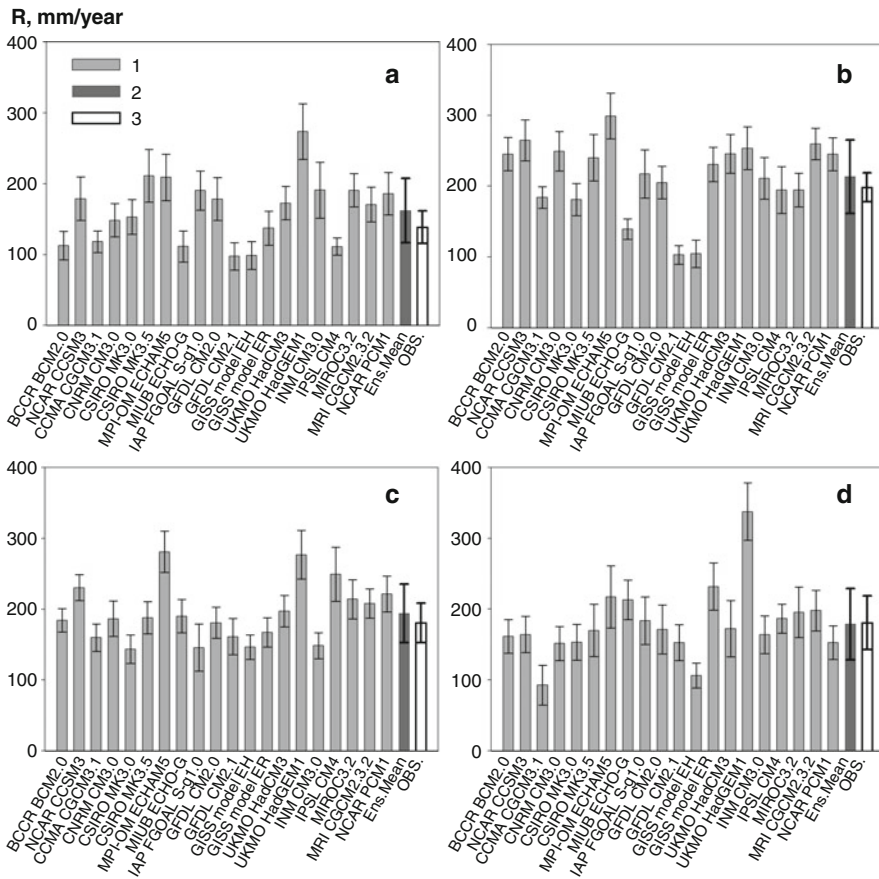 R, mm/year
400
300
200
100
0
1
2
3
a
BCCR BCM2.0
NCAR CCSM3
CCMA CGCM3.1
CNRM CM3.0
CSIRO MK3.0
CSIRO MK3.5
MPI-OM ECHAM5
MIUB ECHO-G
IAP FGOAL S-g1.0
GFDL CM2.0
GFDL CM2.1
GISS model EH
GISS model ER
UKMO HadCM3
UKMO HadGEM1
INM CM3.0
IPSL CM4
MIROC3.2
MRI CGCM2.3.2
NCAR PCM1
Ens.Mean
OBS.
400
300
200
100
0
b
BCCR BCM2.0
NCAR CCSM3
CCMA CGCM3.1
CNRM CM3.0
CSIRO MK3.0
CSIRO MK3.5
MPI-OM ECHAM5
MIUB ECHO-G
IAP FGOAL S-g1.0
GFDL CM2.0
GFDL CM2.1
GISS model EH
GISS model ER
UKMO HadCM3
UKMO HadGEM1
INM CM3.0
IPSL CM4
MIROC3.2
MRI CGCM2.3.2
NCAR PCM1
Ens.Mean
OBS.
400
300
200
100
0
c
BCCR BCM2.0
NCAR CCSM3
CCMA CGCM3.1
CNRM CM3.0
CSIRO MK3.0
CSIRO MK3.5
MPI-OM ECHAM5
MIUB ECHO-G
IAP FGOAL S-g1.0
GFDL CM2.0
GFDL CM2.1
GISS model EH
GISS model ER
UKMO HadCM3
UKMO HadGEM1
INM CM3.0
IPSL CM4
MIROC3.2
MRI CGCM2.3.2
NCAR PCM1
Ens.Mean
OBS.
400
300
200
100
0
d
BCCR BCM2.0
NCAR CCSM3
CCMA CGCM3.1
CNRM CM3.0
CSIRO MK3.0
CSIRO MK3.5
MPI-OM ECHAM5
MIUB ECHO-G
IAP FGOAL S-g1.0
GFDL CM2.0
GFDL CM2.1
GISS model EH
GISS model ER
UKMO HadCM3
UKMO HadGEM1
INM CM3.0
IPSL CM4
MIROC3.2
MRI CGCM2.3.2
NCAR PCM1
Ens.Mean
OBS.